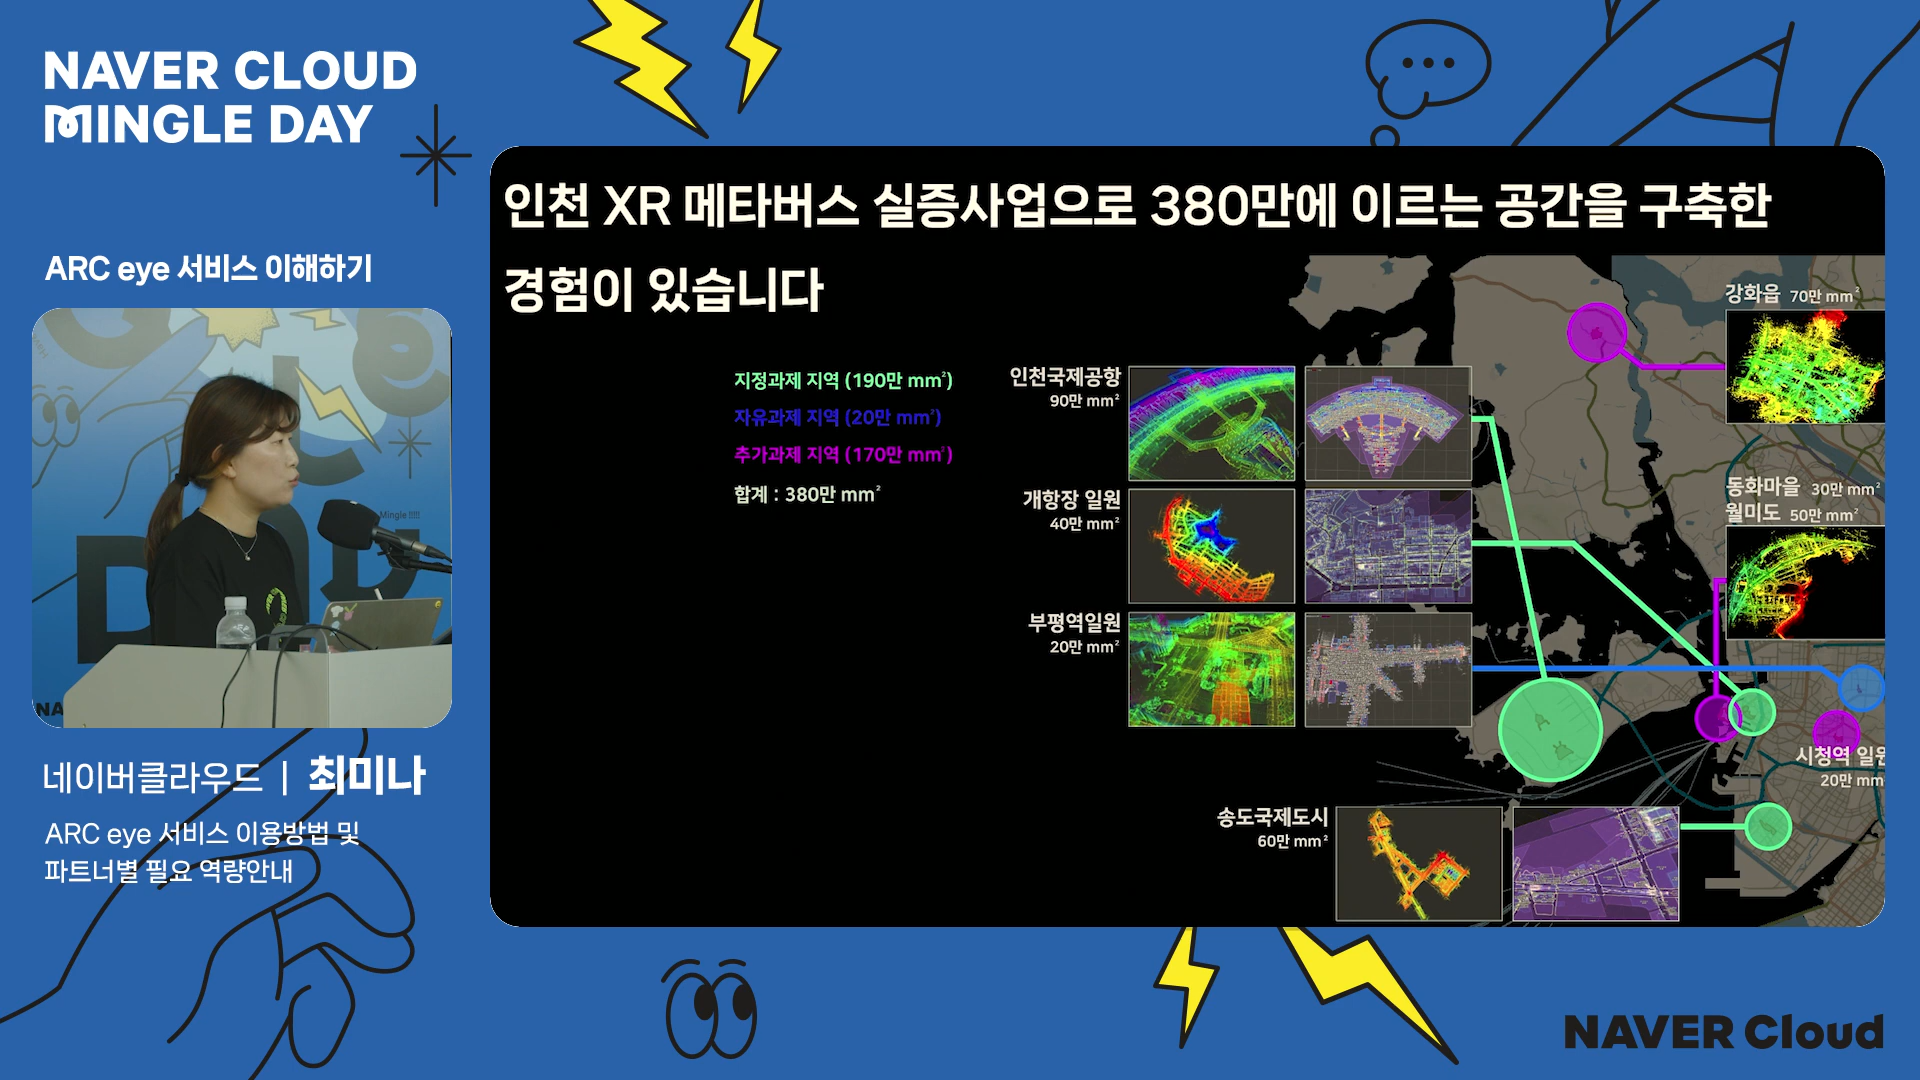 NAVER CLOUD
MINGLE DAY
ARC eye 서비스 이해하기
Mingle !!!!!
NA
네이버클라우드 | 최미나
ARC eye 서비스 이용방법 및
파트너별 필요 역량안내
인천 XR 메타버스 실증사업으로 380만에 이르는 공간을 구축한
경험이 있습니다
지정과제 지역 (190만 mm²)
자유과제 지역 (20만 mm²)
추가과제 지역 (170만 mm²)
합계 : 380만 mm²
인천국제공항
90만 mm²
개항장 일원
40만 mm²
부평역일원
20만 mm²
송도국제도시
60만 mm²
강화읍 70만 mm²
동화마을 30만 mm²
월미도 50만 mm²
시청역 일원
20만 mm
NAVER Cloud